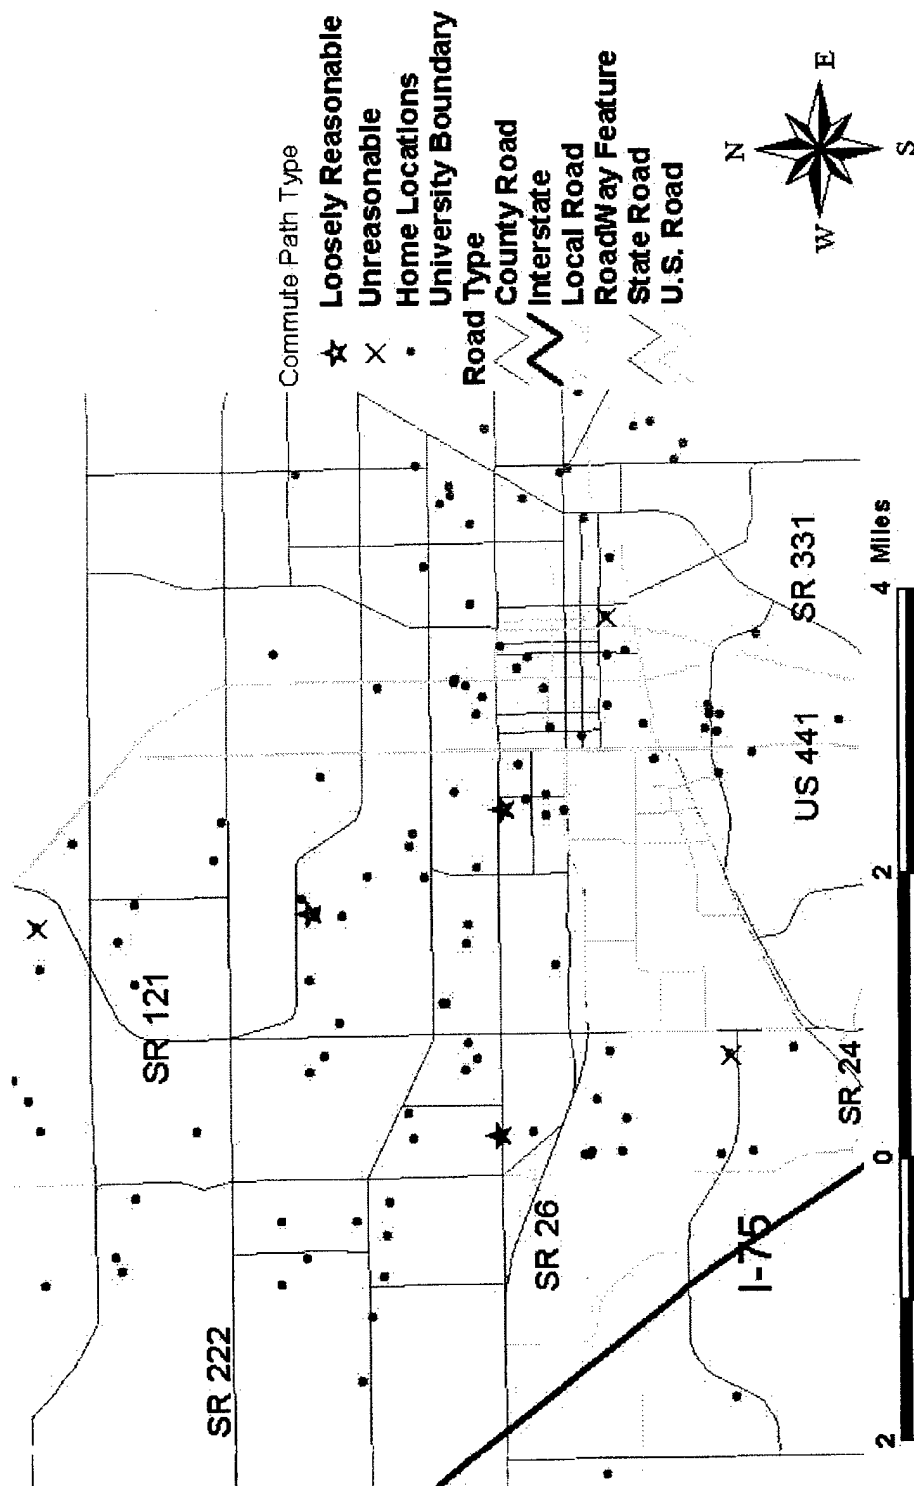 SR 222
SR 121
SR 26
I-75
SR 24
US 441
SR 331
2
0
2
4 Miles
Commute Path Type
Loosely Reasonable
Unreasonable
Home Locations
University Boundary
Road Type
County Road
Interstate
Local Road
RoadWay Feature
State Road
U.S. Road
N
W
E
S